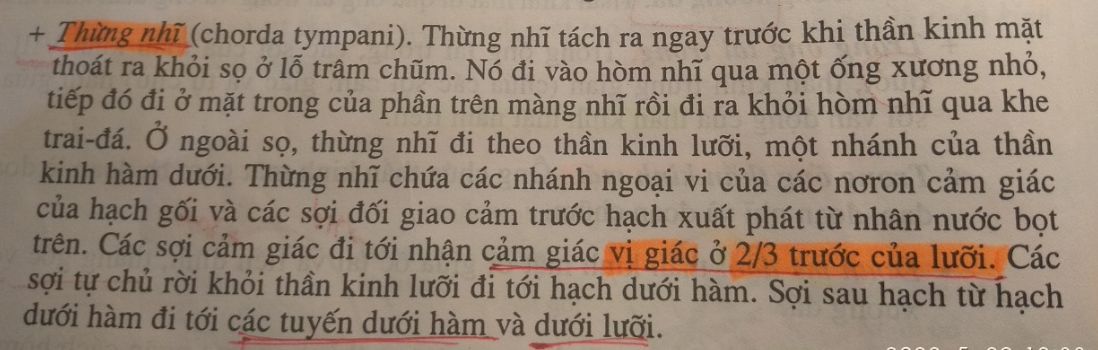 + Thừng nhĩ (chorda tympani). Thừng nhĩ tách ra ngay trước khi thần kinh mặt
thoát ra khỏi sọ ở lỗ trâm chũm. Nó đi vào hòm nhĩ qua một ống xương nhỏ,
tiếp đó đi ở mặt trong của phần trên màng nhĩ rồi đi ra khỏi hòm nhĩ qua khe
trai-đá. Ở ngoài sọ, thừng nhĩ đi theo thần kinh lưỡi, một nhánh của thần
kinh hàm dưới. Thừng nhĩ chứa các nhánh ngoại vi của các nơron cảm giác
của hạch gối và các sợi đối giao cảm trước hạch xuất phát từ nhân nước bọt
trên. Các sợi cảm giác đi tới nhận cảm giác vị giác ở 2/3 trước của lưỡi. Các
sợi tự chủ rời khỏi thần kinh lưỡi đi tới hạch dưới hàm. Sợi sau hạch từ hạch
dưới hàm đi tới các tuyến dưới hàm và dưới lưỡi.